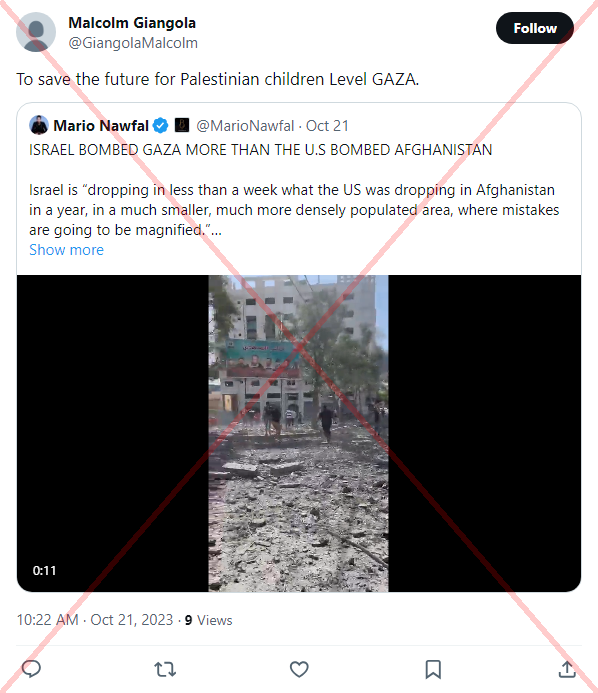 Malcolm Giangola
Follow
@GiangolaMalcolm
To save the future for Palestinian children Level GAZA.
Mario Nawfal @MarioNawfal · Oct 21
ISRAEL BOMBED GAZA MORE THAN THE U.S BOMBED AFGHANISTAN
Israel is “dropping in less than a week what the US was dropping in Afghanistan
in a year, in a much smaller, much more densely populated area, where mistakes
are going to be magnified.”...
Show more
0:11
10:22 AM · Oct 21, 2023 · 9 Views